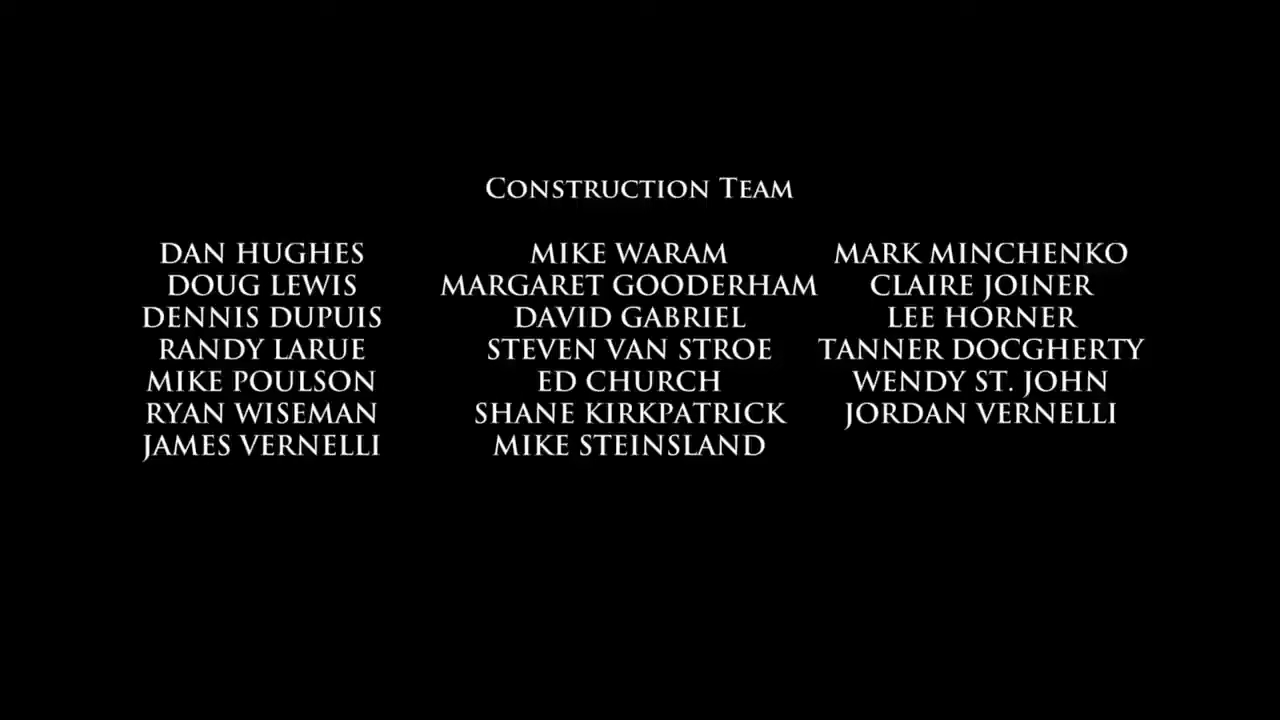 Construction Team
DAN HUGHES MIKE WARAM MARK MINCHENKO
DOUG LEWIS MARGARET GOODERHAM CLAIRE JOINER
DENNIS DUPUIS DAVID GABRIEL LEE HORNER
RANDY LARUE STEVEN VAN STROE TANNER DOCGHERTY
MIKE POULSON ED CHURCH WENDY ST. JOHN
RYAN WISEMAN SHANE KIRKPATRICK JORDAN VERNELLI
JAMES VERNELLI MIKE STEINSLAND